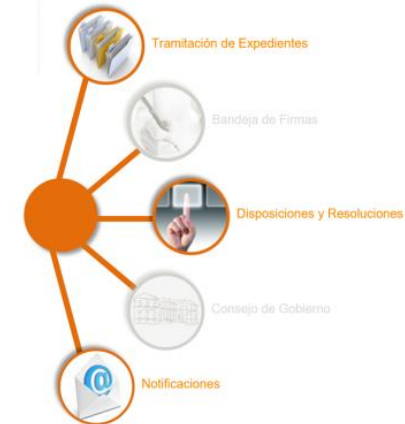 Tramitación de Expedientes
Bandeja de Firmas
Disposiciones y Resoluciones
Consejo de Gobierno
Notificaciones